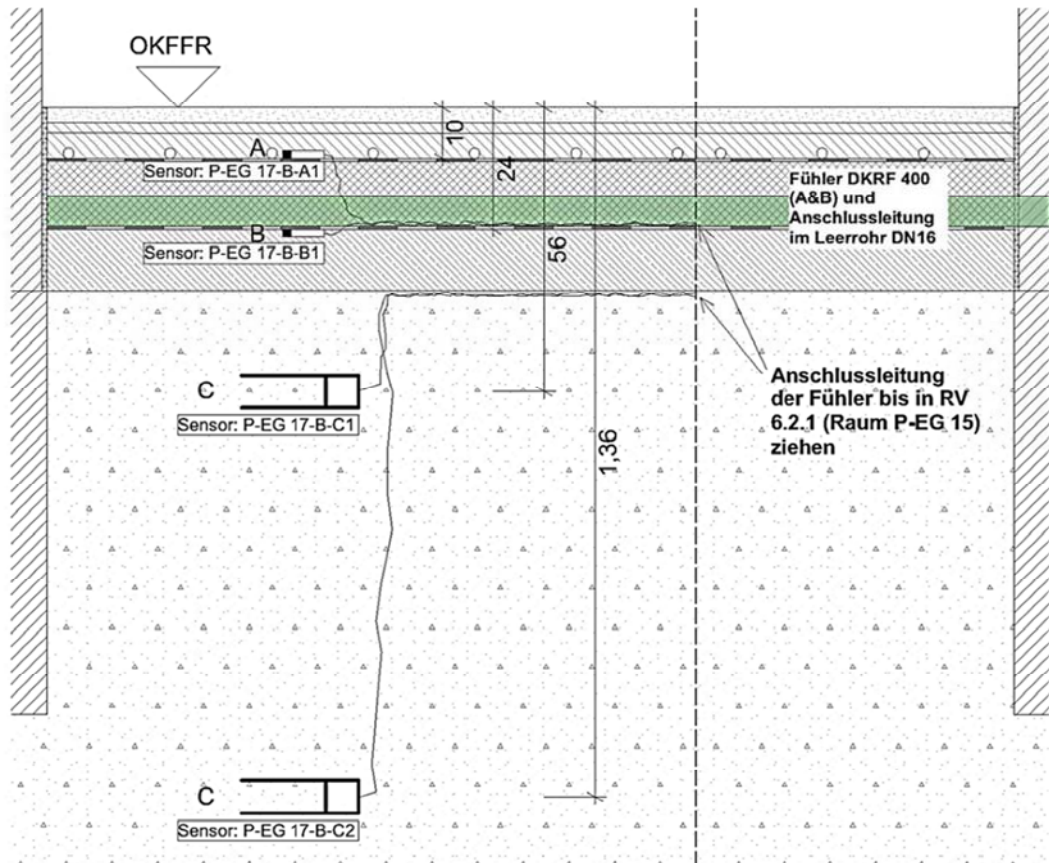 OKFFR
10
A
Sensor: P-EG 17-B-A1
24
Fühler DKRF 400
(A&B) und
Anschlussleitung
im Leerrohr DN16
B
Sensor: P-EG 17-B-B1
56
C
Sensor: P-EG 17-B-C1
Anschlussleitung
der Fühler bis in RV
6.2.1 (Raum P-EG 15)
ziehen
1,36
C
Sensor: P-EG 17-B-C2